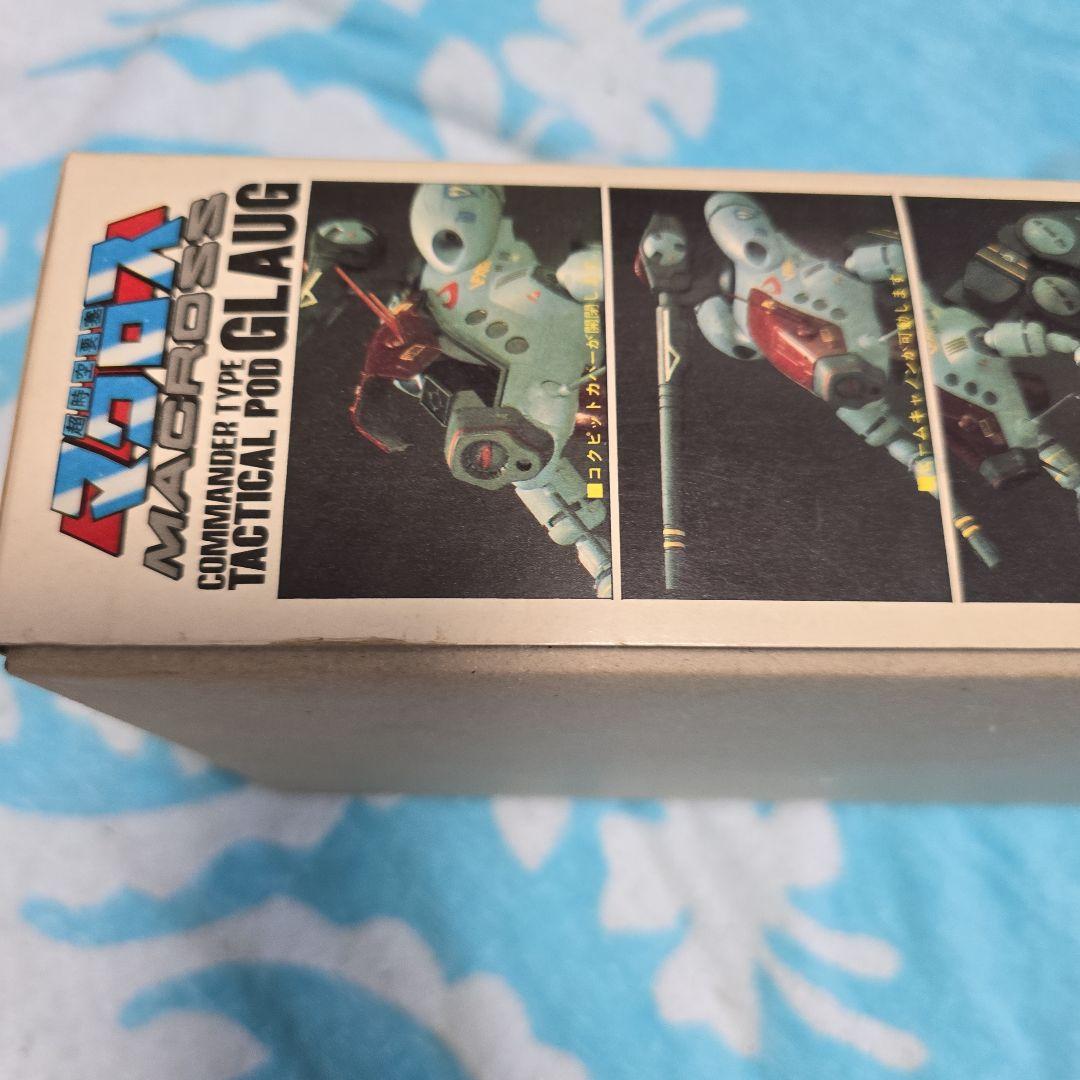 超時空要塞
マクロス
MACROSS
COMMANDER TYPE
TACTICAL POD GLAUG
■コクピットカバーが開閉し
■ームキャノンが可動します